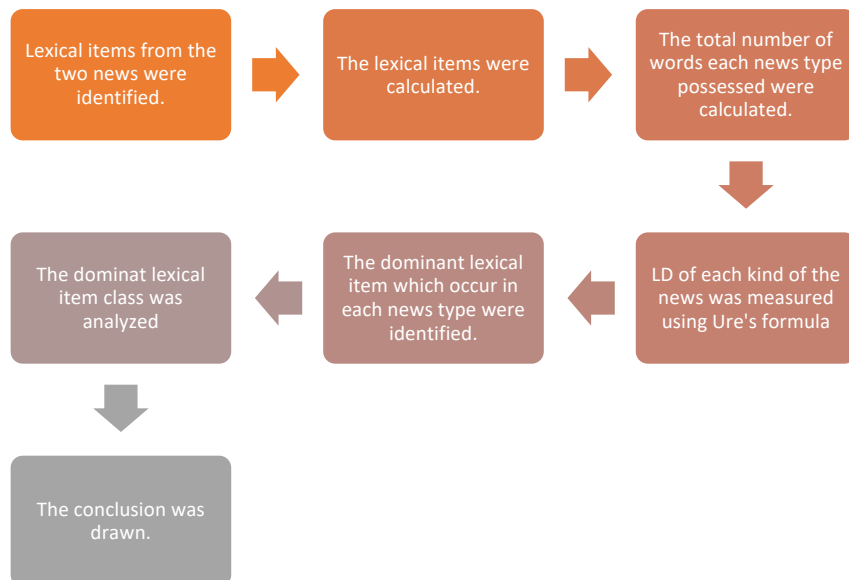 Lexical items from the
two news were
identified.
The lexical items were
calculated.
The total number of
words each news type
possessed were
calculated.
LD of each kind of the
news was measured
using Ure's formula
The dominant lexical
item which occur in
each news type were
identified.
The dominat lexical
item class was
analyzed
The conclusion was
drawn.